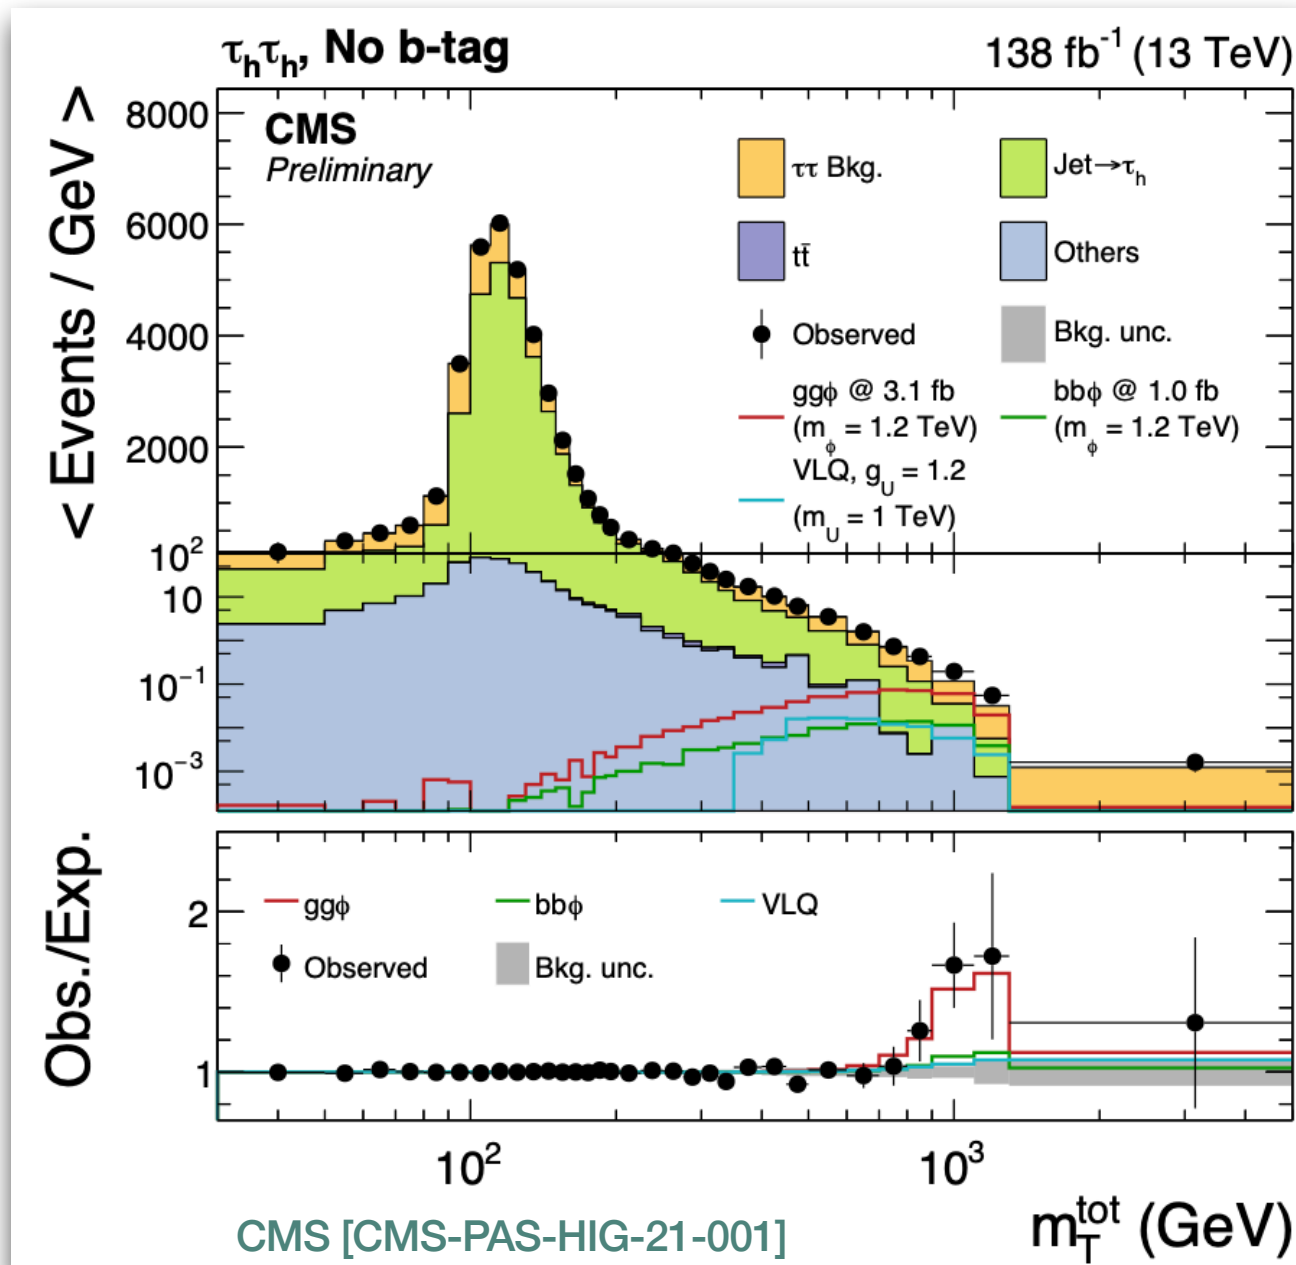 τhτh, No b-tag
138 fb⁻¹ (13 TeV)
< Events / GeV >
8000
6000
4000
2000
10²
10
10⁻¹
10⁻³
CMS
Preliminary
ττ Bkg.
Jet→τh
tt̄
Others
Observed
Bkg. unc.
ggϕ @ 3.1 fb
(mϕ = 1.2 TeV)
bbϕ @ 1.0 fb
(mϕ = 1.2 TeV)
VLQ, gU = 1.2
(mU = 1 TeV)
Obs./Exp.
2
1
ggϕ
bbϕ
VLQ
Observed
Bkg. unc.
10²
10³
mTtot (GeV)
CMS [CMS-PAS-HIG-21-001]